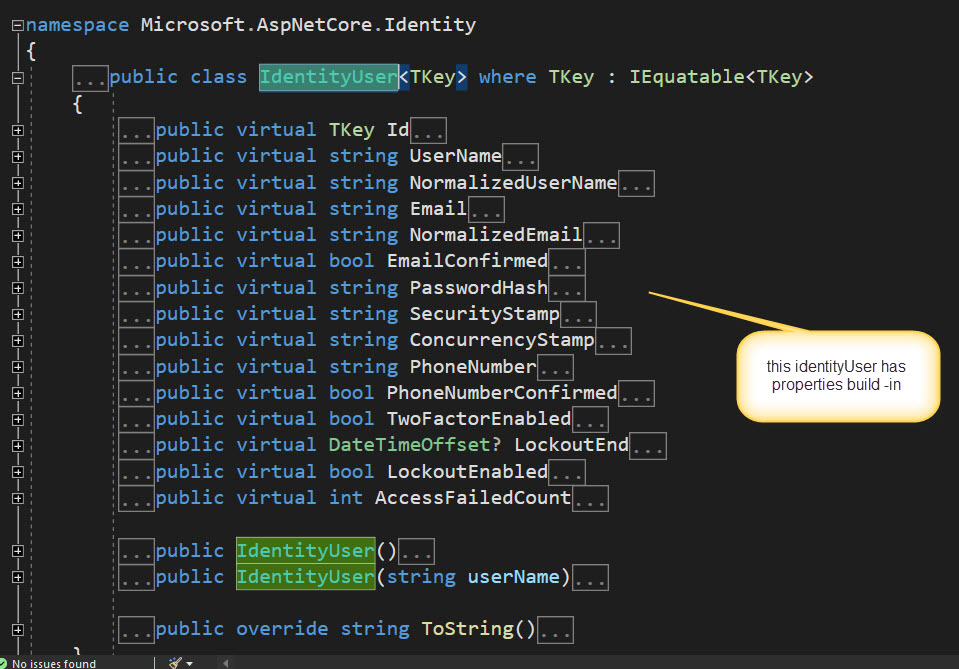 namespace Microsoft.AspNetCore.Identity
{
...public class IdentityUser<TKey> where TKey : IEquatable<TKey>
{
...public virtual TKey Id...
...public virtual string UserName...
...public virtual string NormalizedUserName...
...public virtual string Email...
...public virtual string NormalizedEmail...
...public virtual bool EmailConfirmed...
...public virtual string PasswordHash...
...public virtual string SecurityStamp...
...public virtual string ConcurrencyStamp...
...public virtual string PhoneNumber...
...public virtual bool PhoneNumberConfirmed...
...public virtual bool TwoFactorEnabled...
...public virtual DateTimeOffset? LockoutEnd...
...public virtual bool LockoutEnabled...
...public virtual int AccessFailedCount...
...public IdentityUser()...
...public IdentityUser(string userName)...
...public override string ToString()...
}
this identityUser has
properties build -in
No issues found